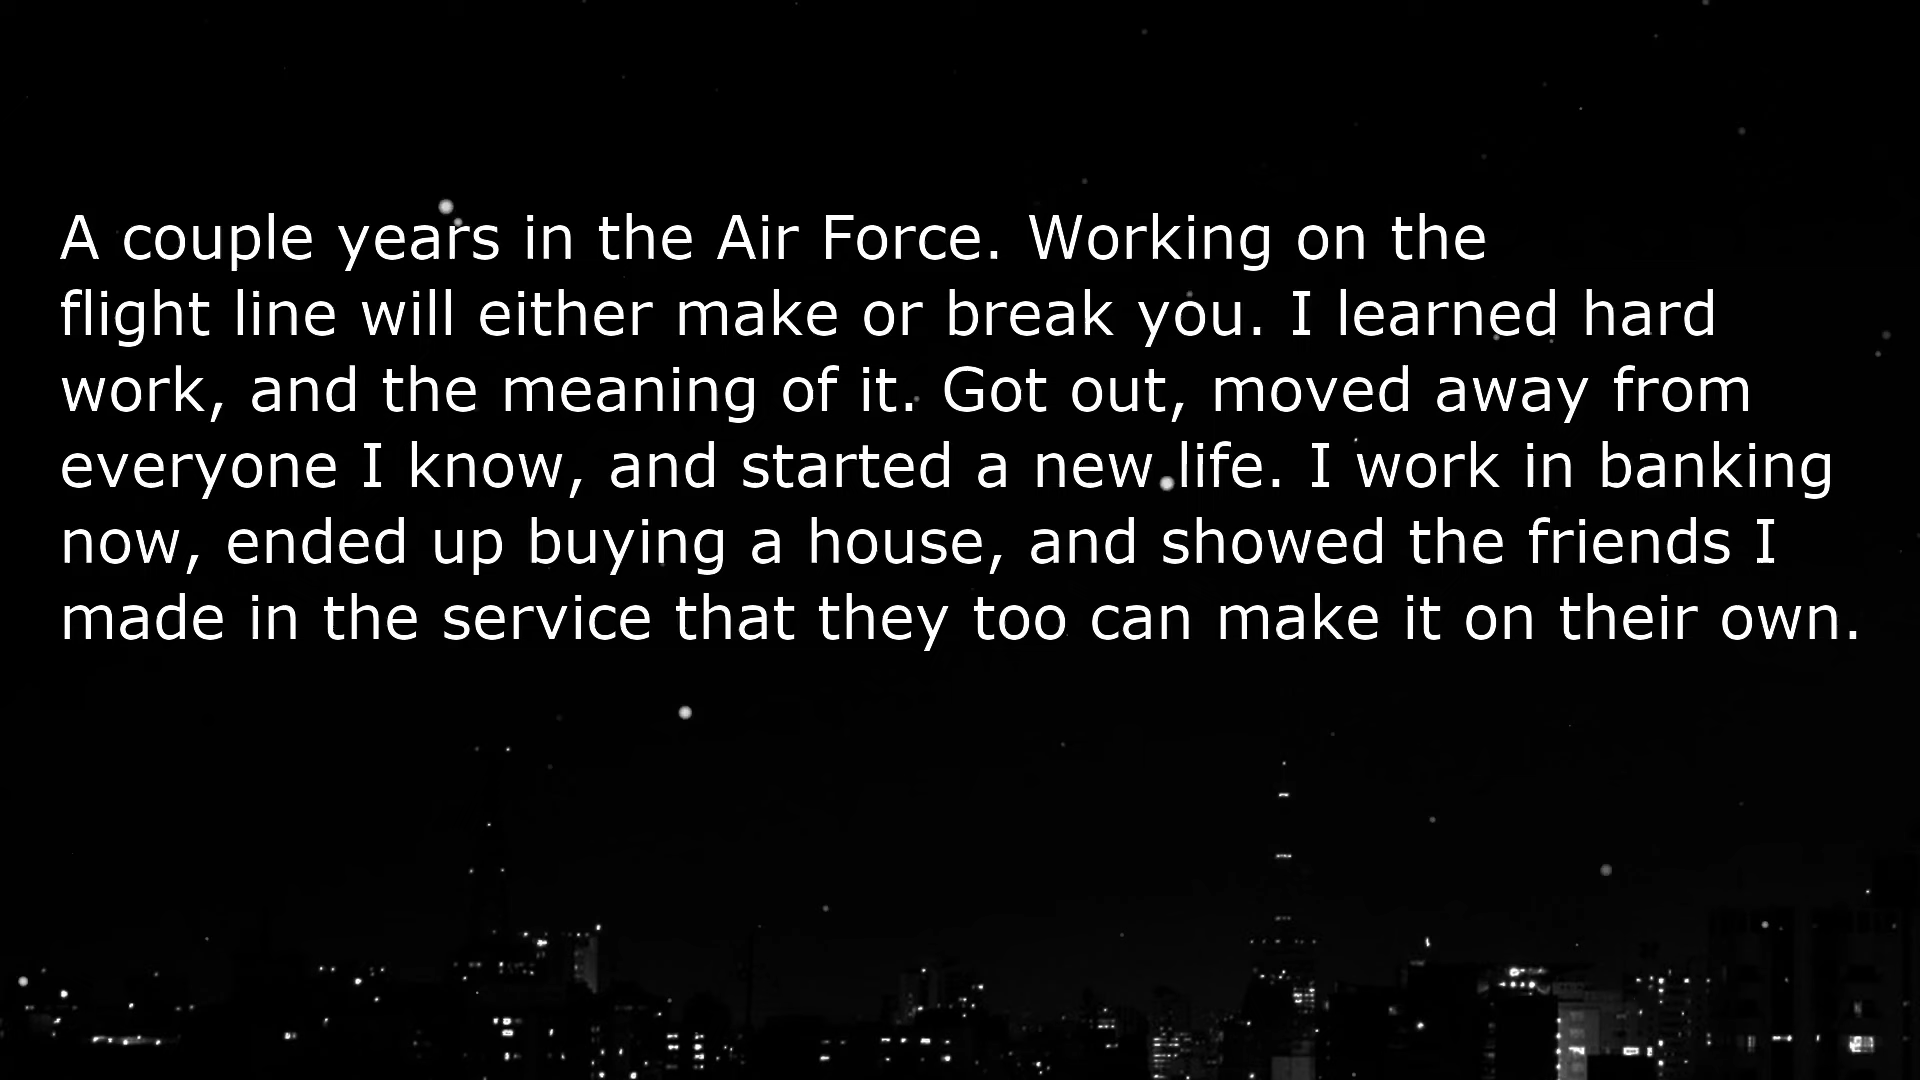 A couple years in the Air Force. Working on the
flight line will either make or break you. I learned hard
work, and the meaning of it. Got out, moved away from
everyone I know, and started a new life. I work in banking
now, ended up buying a house, and showed the friends I
made in the service that they too can make it on their own.